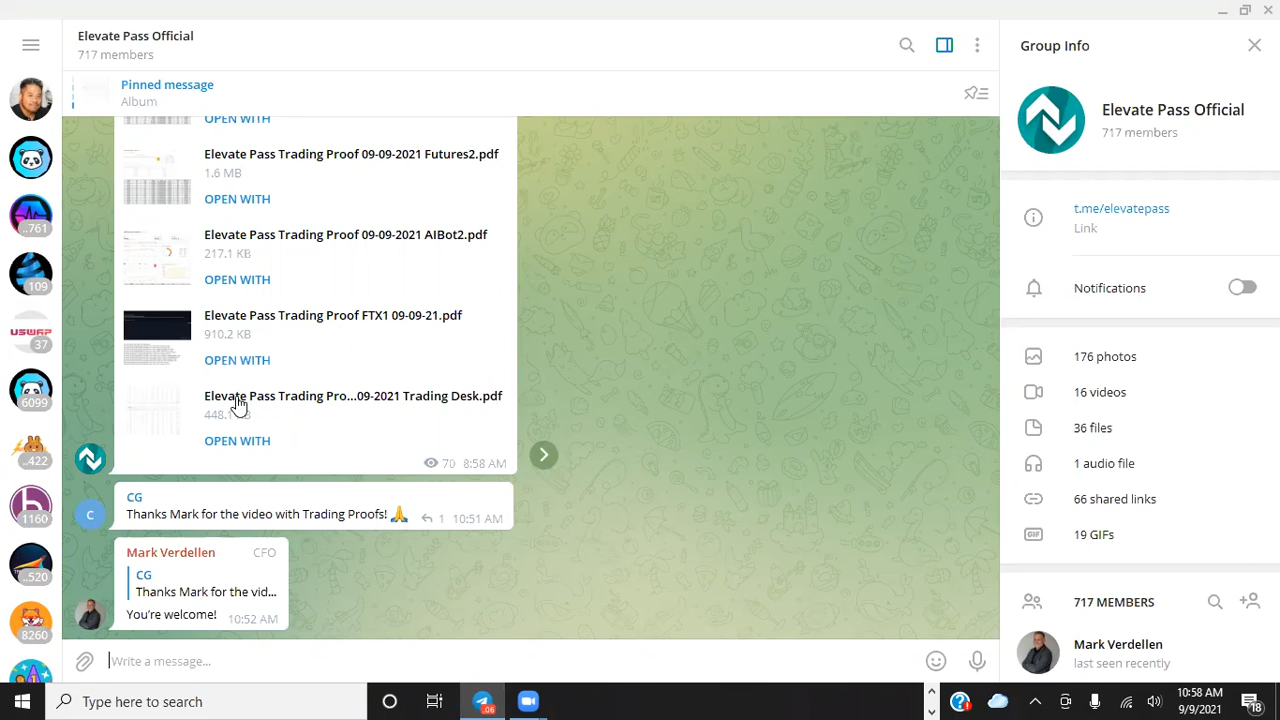 Elevate Pass Official
717 members
Pinned message
Album
OPEN WITH
Elevate Pass Trading Proof 09-09-2021 Futures2.pdf
1.6 MB
OPEN WITH
Elevate Pass Trading Proof 09-09-2021 AIBot2.pdf
217.1 KB
OPEN WITH
Elevate Pass Trading Proof FTX1 09-09-21.pdf
910.2 KB
OPEN WITH
Elevate Pass Trading Pro...09-2021 Trading Desk.pdf
OPEN WITH
70 8:58 AM
CG
Thanks Mark for the video with Trading Proofs! 🙏
1 10:51 AM
Mark Verdellen CFO
CG
Thanks Mark for the vid...
You're welcome!
10:52 AM
Write a message...
..761
109
USWAP
37
6099
..422
1160
..520
8260
C
Group Info
Elevate Pass Official
717 members
t.me/elevatepass
Link
Notifications
176 photos
16 videos
36 files
1 audio file
66 shared links
GIF 19 GIFs
717 MEMBERS
Mark Verdellen
last seen recently
Type here to search
..06
10:58 AM
9/9/2021
18